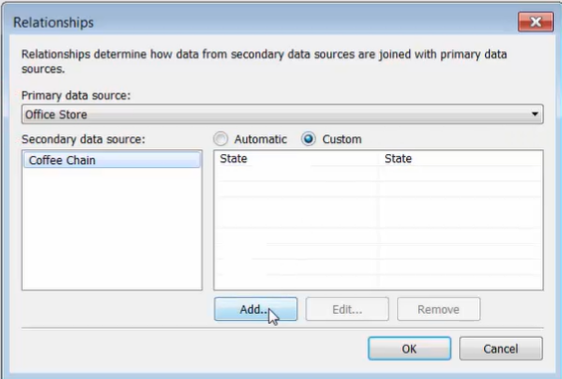 Relationships
Relationships determine how data from secondary data sources are joined with primary data
sources.
Primary data source:
Office Store
Secondary data source:
Automatic
Custom
Coffee Chain
State
State
Add...
Edit...
Remove
OK
Cancel